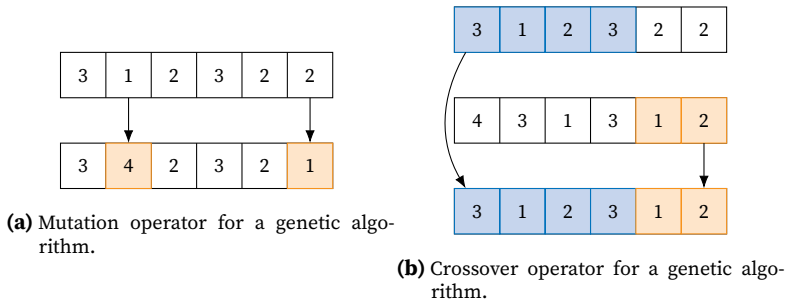 3 1 2 3 2 2
3 4 2 3 2 1
(a) Mutation operator for a genetic algo-
rithm.
3 1 2 3 2 2
4 3 1 3 1 2
3 1 2 3 1 2
(b) Crossover operator for a genetic algo-
rithm.